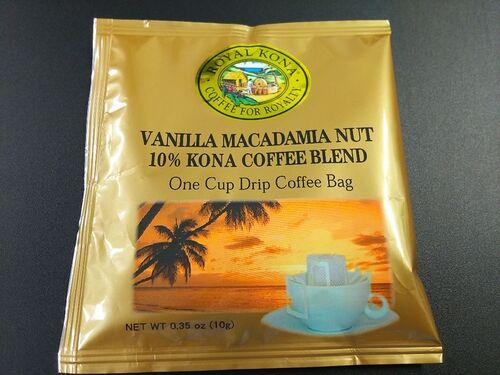 ROYAL KONA
COFFEE FOR ROYALTY
VANILLA MACADAMIA NUT
10% KONA COFFEE BLEND
One Cup Drip Coffee Bag
NET WT 0.35 oz (10g)